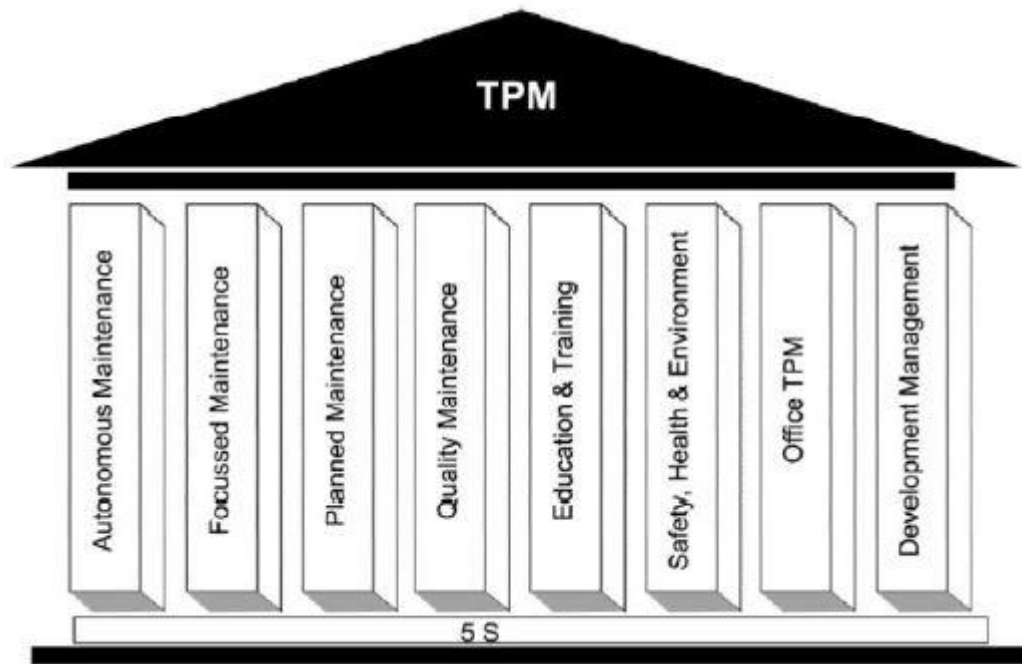 TPM
Autonomous Maintenance
Focussed Maintenance
Planned Maintenance
Quality Maintenance
Education & Training
Safety, Health & Environment
Office TPM
Development Management
5 S